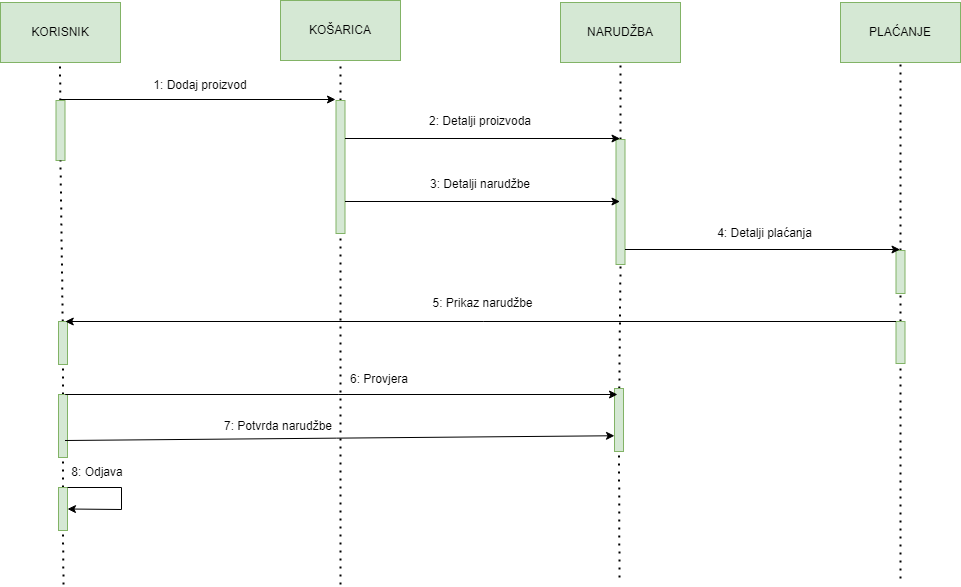 KORISNIK
KOŠARICA
NARUDŽBA
PLAĆANJE
1: Dodaj proizvod
2: Detalji proizvoda
3: Detalji narudžbe
4: Detalji plaćanja
5: Prikaz narudžbe
6: Provjera
7: Potvrda narudžbe
8: Odjava